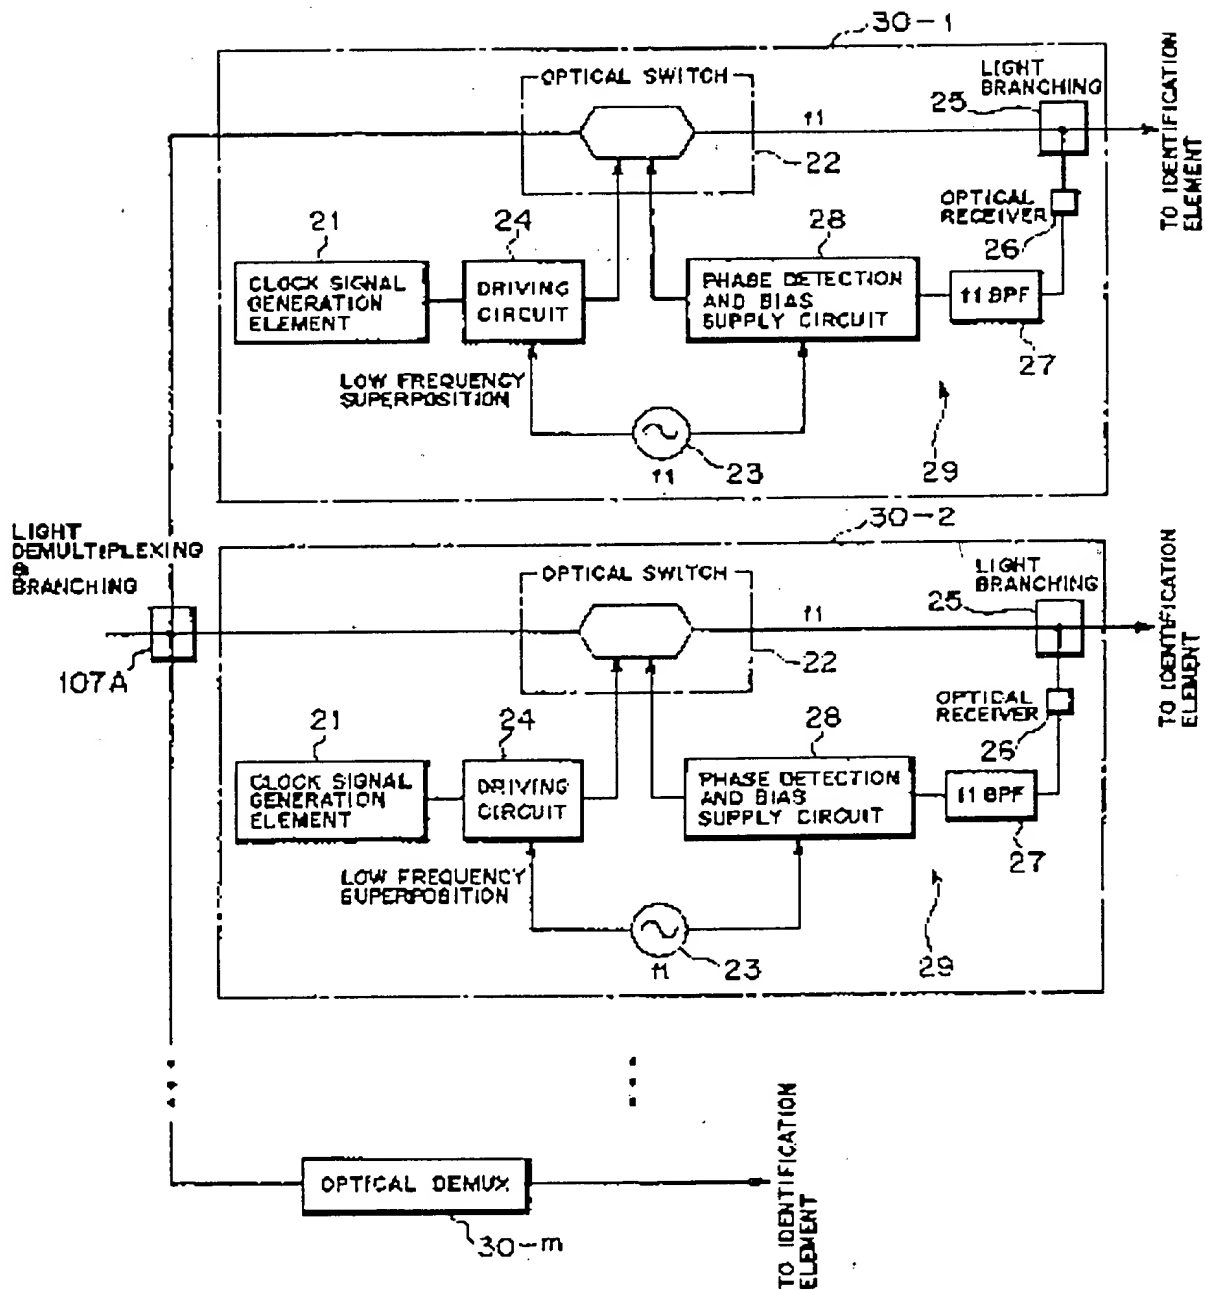 30-1
OPTICAL SWITCH
LIGHT
BRANCHING
25
f1
22
TO IDENTIFICATION
ELEMENT
OPTICAL
RECEIVER
26
21
24
28
CLOCK SIGNAL
GENERATION
ELEMENT
DRIVING
CIRCUIT
PHASE DETECTION
AND BIAS
SUPPLY CIRCUIT
f1 BPF
27
LOW FREQUENCY
SUPERPOSITION
23
f1
29
30-2
LIGHT
DEMULTIPLEXING
&
BRANCHING
107A
OPTICAL SWITCH
LIGHT
BRANCHING
25
f1
22
TO IDENTIFICATION
ELEMENT
OPTICAL
RECEIVER
26
21
24
28
CLOCK SIGNAL
GENERATION
ELEMENT
DRIVING
CIRCUIT
PHASE DETECTION
AND BIAS
SUPPLY CIRCUIT
f1 BPF
27
LOW FREQUENCY
SUPERPOSITION
23
f1
29
OPTICAL DEMUX
30-m
TO IDENTIFICATION
ELEMENT